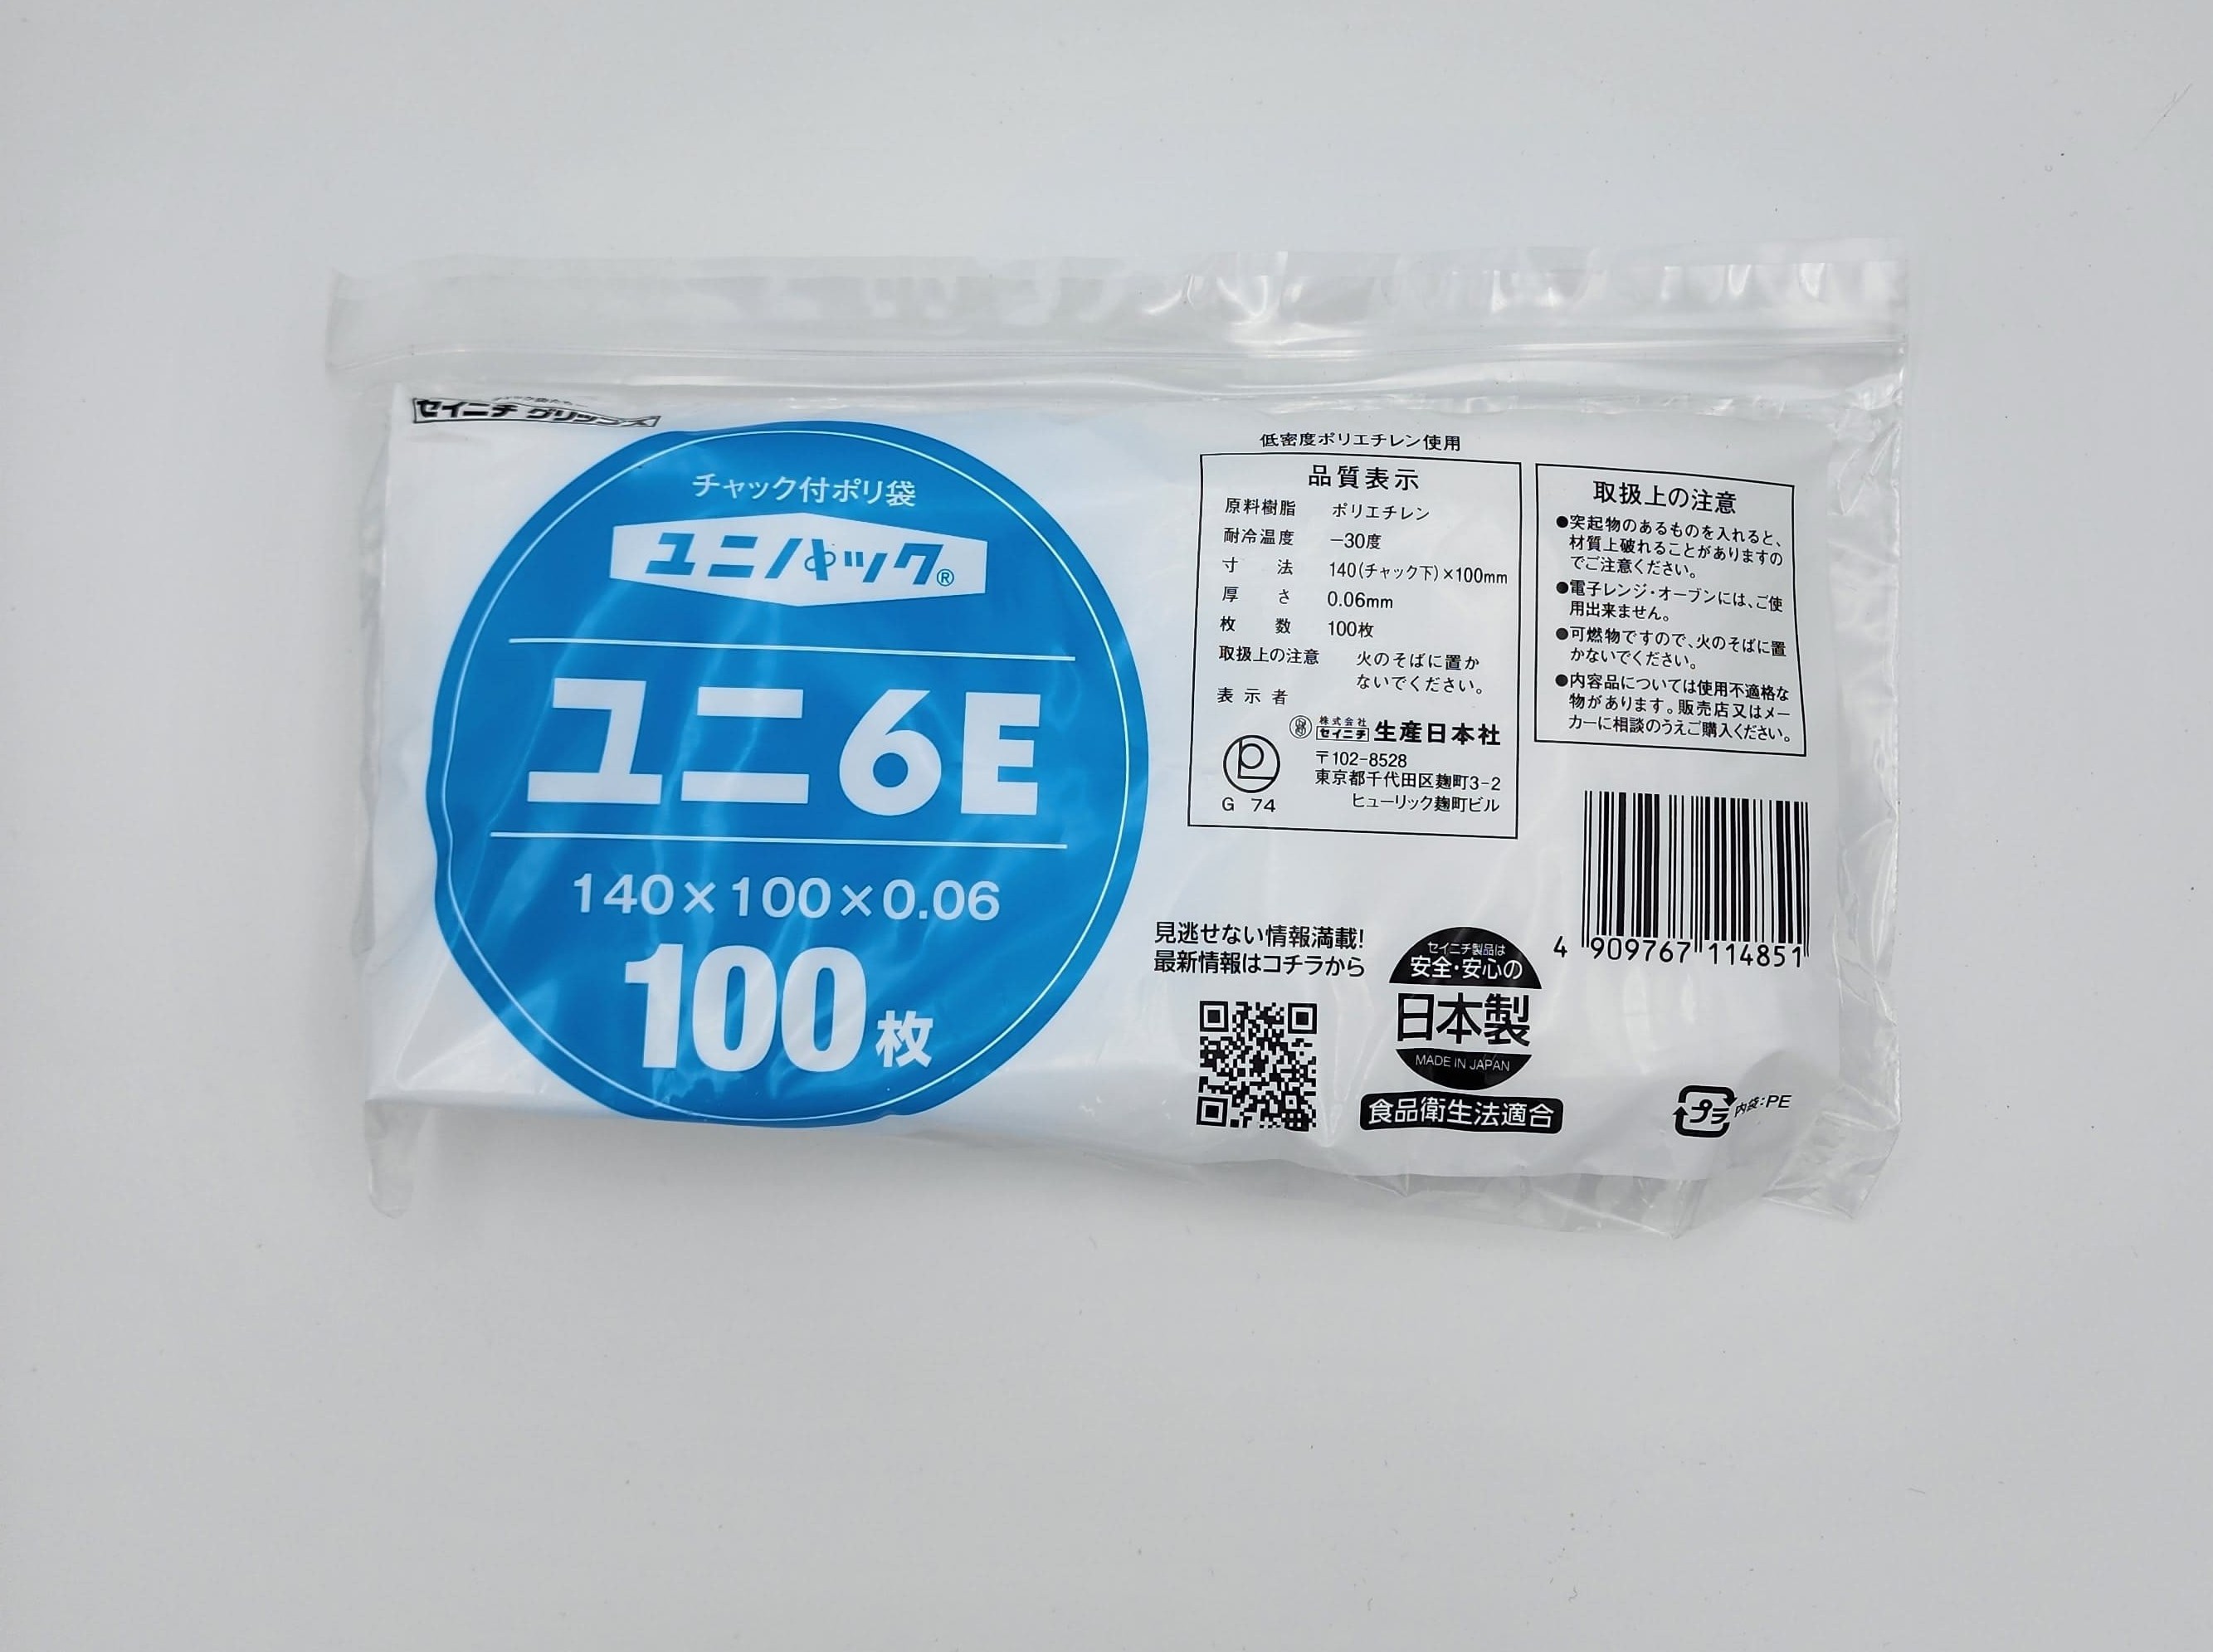 セイニチ グリップス
チャック付ポリ袋
ユニパック®
ユニ6E
140×100×0.06
100枚
低密度ポリエチレン使用
品質表示
原料樹脂 ポリエチレン
耐冷温度 −30度
寸法 140(チャック下)×100mm
厚さ 0.06mm
枚数 100枚
取扱上の注意 火のそばに置か
ないでください。
表示者
株式会社
セイニチ 生産日本社
〒102-8528
東京都千代田区麹町3-2
ヒューリック麹町ビル
G 74
取扱上の注意
●突起物のあるものを入れると、
材質上破れることがありますの
でご注意ください。
●電子レンジ・オーブンには、ご使
用出来ません。
●可燃物ですので、火のそばに置
かないでください。
●内容品については使用不適格な
物があります。販売店又はメー
カーに相談のうえご購入ください。
4 909767 114851
見逃せない情報満載!
最新情報はコチラから
セイニチ製品は
安全・安心の
日本製
MADE IN JAPAN
食品衛生法適合
プラ 内袋:PE